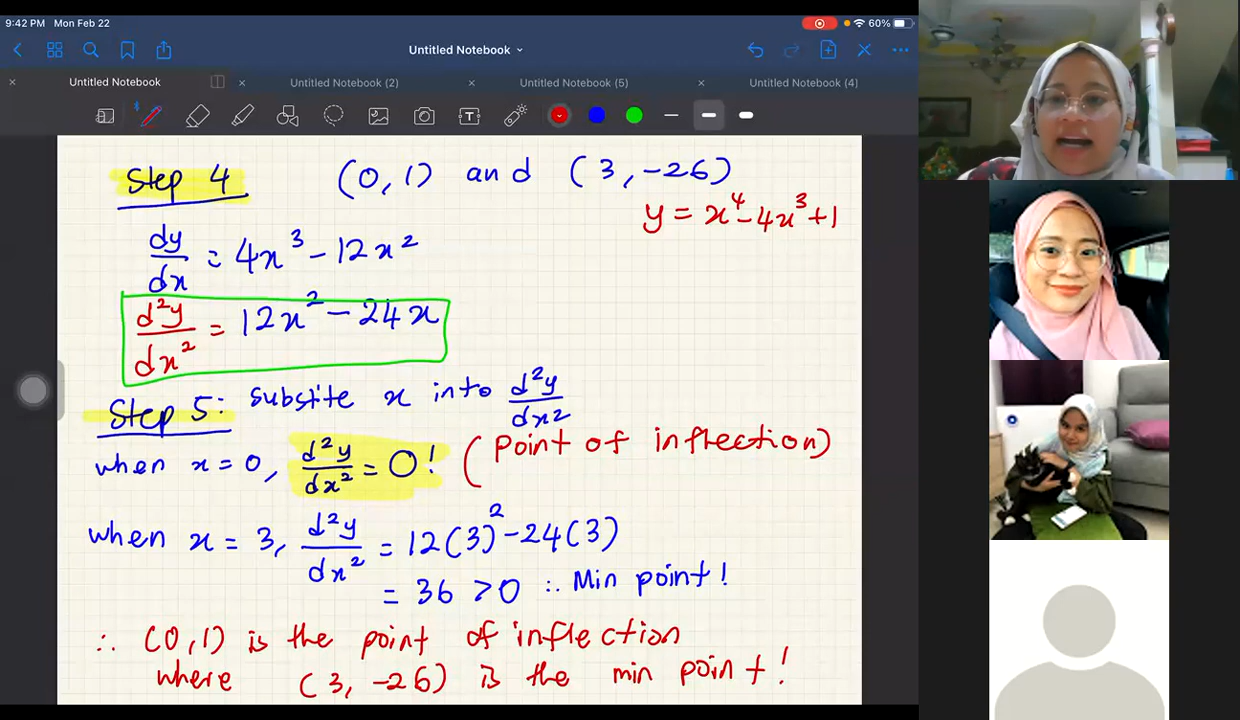 9:42 PM Mon Feb 22
60%
Untitled Notebook
Untitled Notebook
Untitled Notebook (2)
Untitled Notebook (5)
Untitled Notebook (4)
Step 4 (0,1) and (3,-26)
y = x⁴-4x³+1
dy/dx = 4x³ - 12x²
d²y/dx² = 12x² - 24x
Step 5: substite x into d²y/dx²
when x = 0, d²y/dx² = 0! (Point of inflection)
when x = 3, d²y/dx² = 12(3)² - 24(3)
= 36 > 0 ∴ Min point!
∴ (0,1) is the point of inflection
where (3, -26) is the min point!